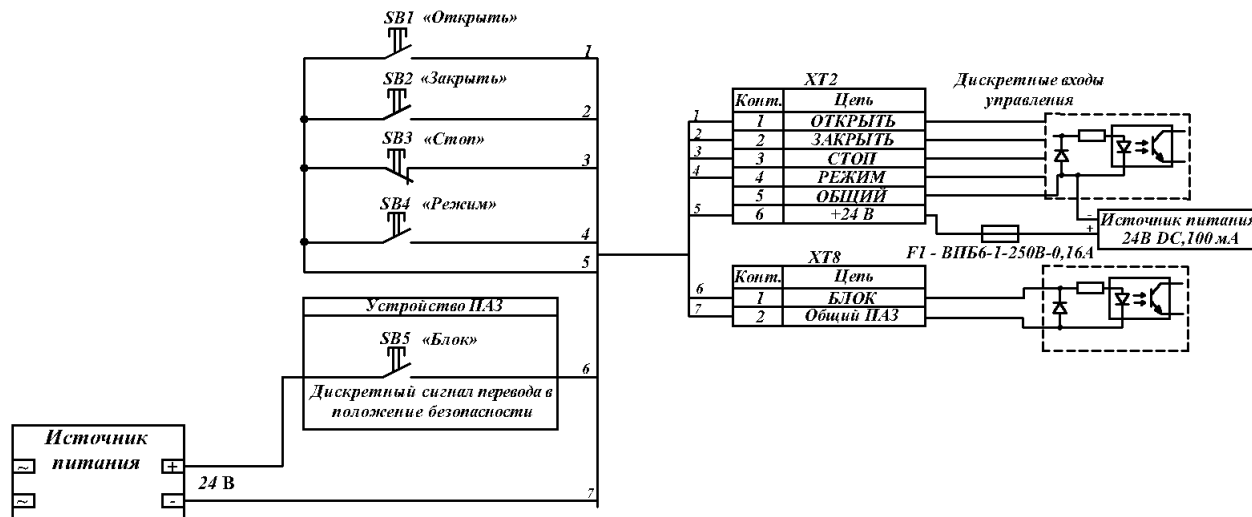 SB1 «Открыть»
1
SB2 «Закрыть»
2
SB3
«Стоп»
3
SB4
«Режим»
4
5
Устройство ПАЗ
SB5 «Блок»
6
Дискретный сигнал перевода в
положение безопасности
Источник
питания
~ +
24 В
~ -
7
XT2
Конт. Цепь
1 1 ОТКРЫТЬ
2 2 ЗАКРЫТЬ
3 3 СТОП
4 4 РЕЖИМ
5 ОБЩИЙ
5 6 +24 В
Дискретные входы
управления
-
+
Источник питания
24В DC,100 мА
F1 - ВПБ6-1-250В-0,16А
XT8
Конт. Цепь
6 1 БЛОК
7 2 Общий ПАЗ